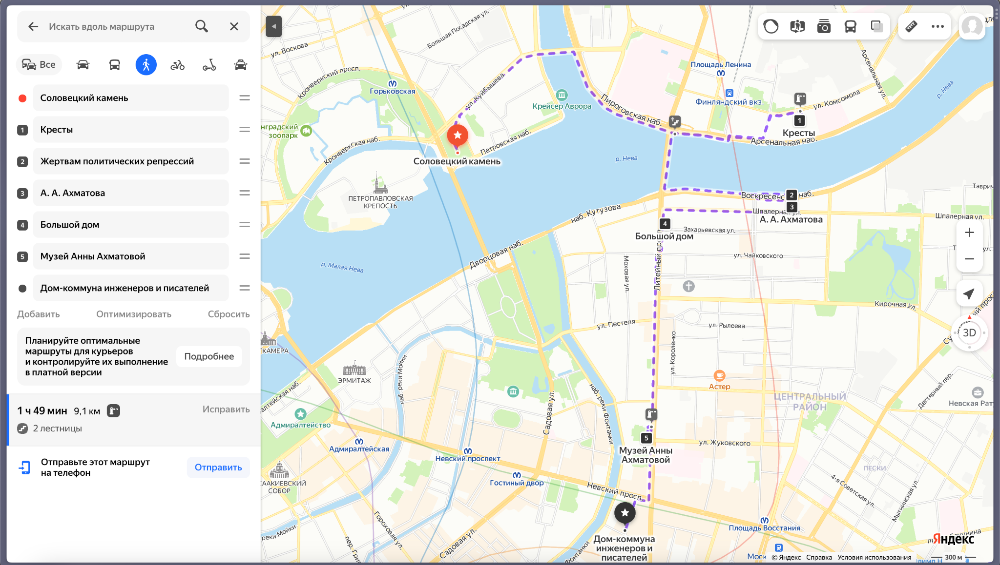 Искать вдоль маршрута
Все
Соловецкий камень
1
Кресты
2
Жертвам политических репрессий
3
А. А. Ахматова
4
Большой дом
5
Музей Анны Ахматовой
Дом-коммуна инженеров и писателей
Добавить
Оптимизировать
Сбросить
Планируйте оптимальные
маршруты для курьеров
и контролируйте их выполнение
в платной версии
Подробнее
1 ч 49 мин 9,1 км
Исправить
2 лестницы
Отправьте этот маршрут
на телефон
Отправить
ул. Воскова
Большая Посадская ул.
Кронверкский просп.
Горьковская
ул. Куйбышева
Крейсер Аврора
Пироговская наб.
Площадь Ленина
Финляндский вкз.
Арсенальная ул.
ул. Комсомола
р. Нева
1
Кресты
Арсенальная наб.
нградский
зоопарк
Кронверкская наб.
Петровская наб.
Соловецкий камень
р. Нева
ПЕТРОПАВЛОВСКАЯ
КРЕПОСТЬ
наб. Кутузова
2
наб.
3
Шпалерная ул.
А. А. Ахматова
Шпалерная ул.
4
Большой дом
Захарьевская ул.
ул. Чайковского
Дворцовая наб.
р. Малая Нева
Моховая ул.
Литейный пр
Кирочная ул.
ул. Пестеля
ул. Рылеева
ул. Короленко
3D
ТКАМЕРА
ЭРМИТАЖ
наб. реки Мойки
Астер
ЦЕНТРАЛЬНЫЙ
РАЙОН
Дегтярный пер.
Невская Рат
алтейская наб.
Адмиралтейство
Садовая ул.
наб. реки Фонтанки
Адмиралтейская
Невский проспект
5
Музей Анны
Ахматовой
ул. Жуковского
ПЕСКИ
СААКИЕВСКИЙ
СОБОР
Гостиный двор
Невский просп.
4-я Советская ул.
Мытнинская ул.
Площадь Восстания
Дом-коммуна
инженеров и
писателей
реки Мойки
Гороховая ул.
Садовая ул.
пер. Гри
Фонтанки
Моск
Яндекс
© Яндекс Справка Условия использования 300 м